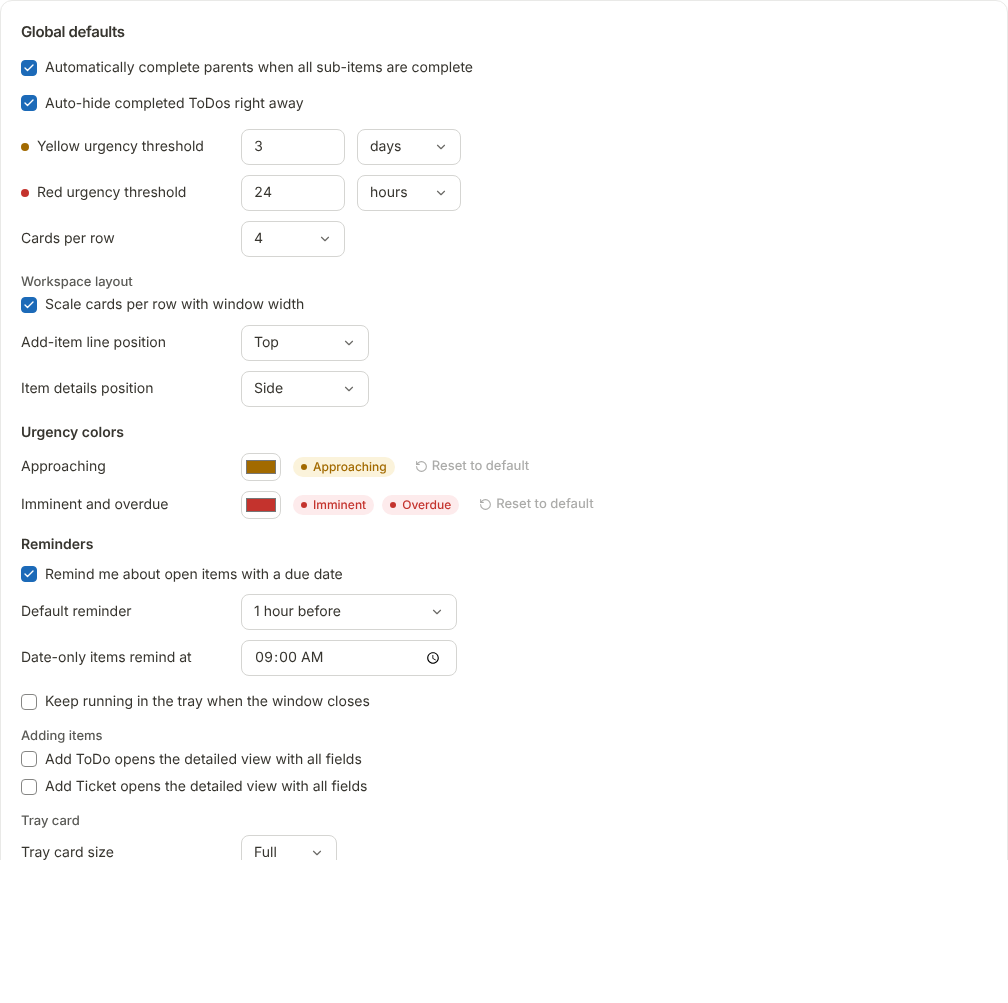 Global defaults
Automatically complete parents when all sub-items are complete
Auto-hide completed ToDos right away
Yellow urgency threshold 3 days
Red urgency threshold 24 hours
Cards per row 4
Workspace layout
Scale cards per row with window width
Add-item line position Top
Item details position Side
Urgency colors
Approaching Approaching Reset to default
Imminent and overdue Imminent Overdue Reset to default
Reminders
Remind me about open items with a due date
Default reminder 1 hour before
Date-only items remind at 09:00 AM
Keep running in the tray when the window closes
Adding items
Add ToDo opens the detailed view with all fields
Add Ticket opens the detailed view with all fields
Tray card
Tray card size Full